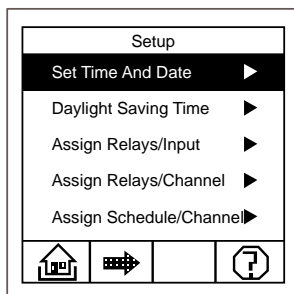 Setup
Set Time And Date
Daylight Saving Time
Assign Relays/Input
Assign Relays/Channel
Assign Schedule/Channel
?